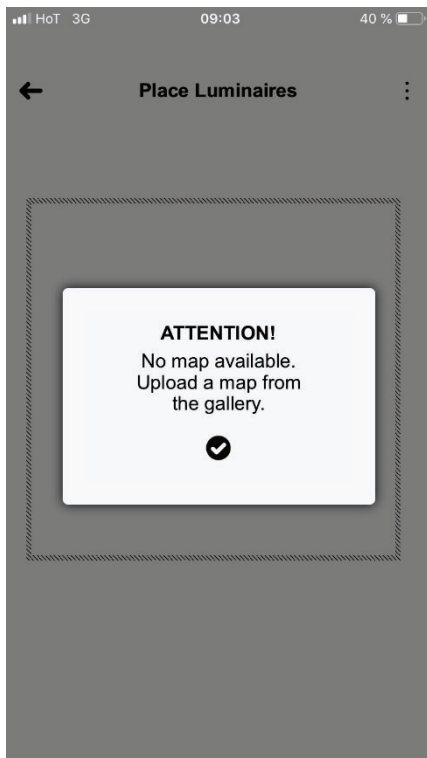 HoT 3G 09:03 40 %
Place Luminaires
ATTENTION!
No map available.
Upload a map from
the gallery.